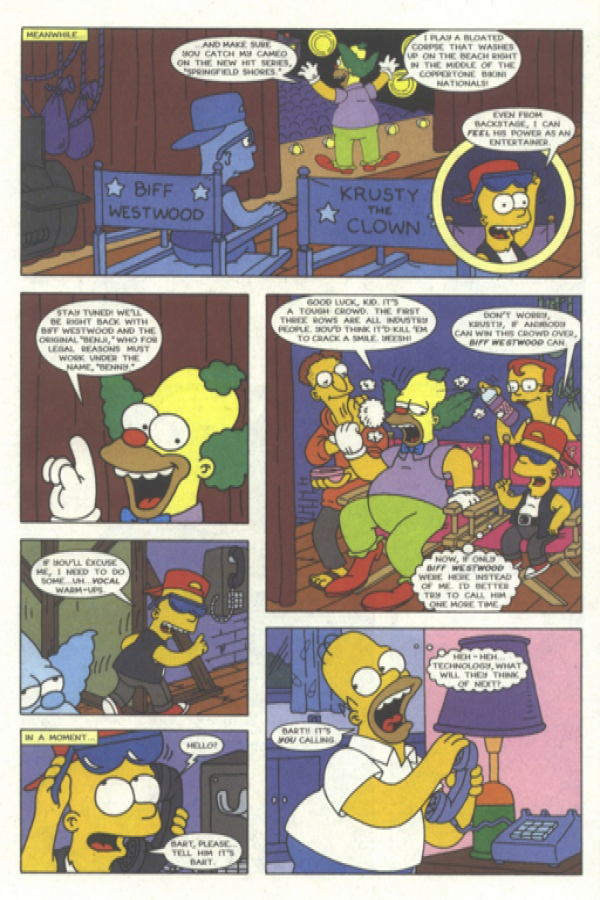 MEANWHILE...
...AND MAKE SURE
YOU CATCH MY CAMEO
ON THE NEW HIT SERIES,
"SPRINGFIELD SHORES."
I PLAY A BLOATED
CORPSE THAT WASHES
UP ON THE BEACH RIGHT
IN THE MIDDLE OF THE
COPPERTONE BIKINI
NATIONALS!
EVEN FROM
BACKSTAGE, I CAN
FEEL HIS POWER AS AN
ENTERTAINER.
BIFF
WESTWOOD
KRUSTY
THE
CLOWN
STAY TUNED! WE'LL
BE RIGHT BACK WITH
BIFF WESTWOOD AND THE
ORIGINAL "BENJI," WHO FOR
LEGAL REASONS MUST
WORK UNDER THE
NAME, "BENNY."
GOOD LUCK, KID. IT'S
A TOUGH CROWD. THE FIRST
THREE ROWS ARE ALL INDUSTRY
PEOPLE. YOU'D THINK IT'D KILL 'EM
TO CRACK A SMILE. YEESH!
DON'T WORRY,
KRUSTY, IF ANYBODY
CAN WIN THIS CROWD OVER,
BIFF WESTWOOD CAN.
NOW, IF ONLY
BIFF WESTWOOD
WERE HERE INSTEAD
OF ME. I'D BETTER
TRY TO CALL HIM
ONE MORE TIME.
IF YOU'LL EXCUSE
ME, I NEED TO DO
SOME...UH...VOCAL
WARM-UPS.
IN A MOMENT...
HELLO?
BART, PLEASE...
TELL HIM IT'S
BART.
BART!! IT'S
YOU CALLING.
HEH-HEH...
TECHNOLOGY, WHAT
WILL THEY THINK
OF NEXT?